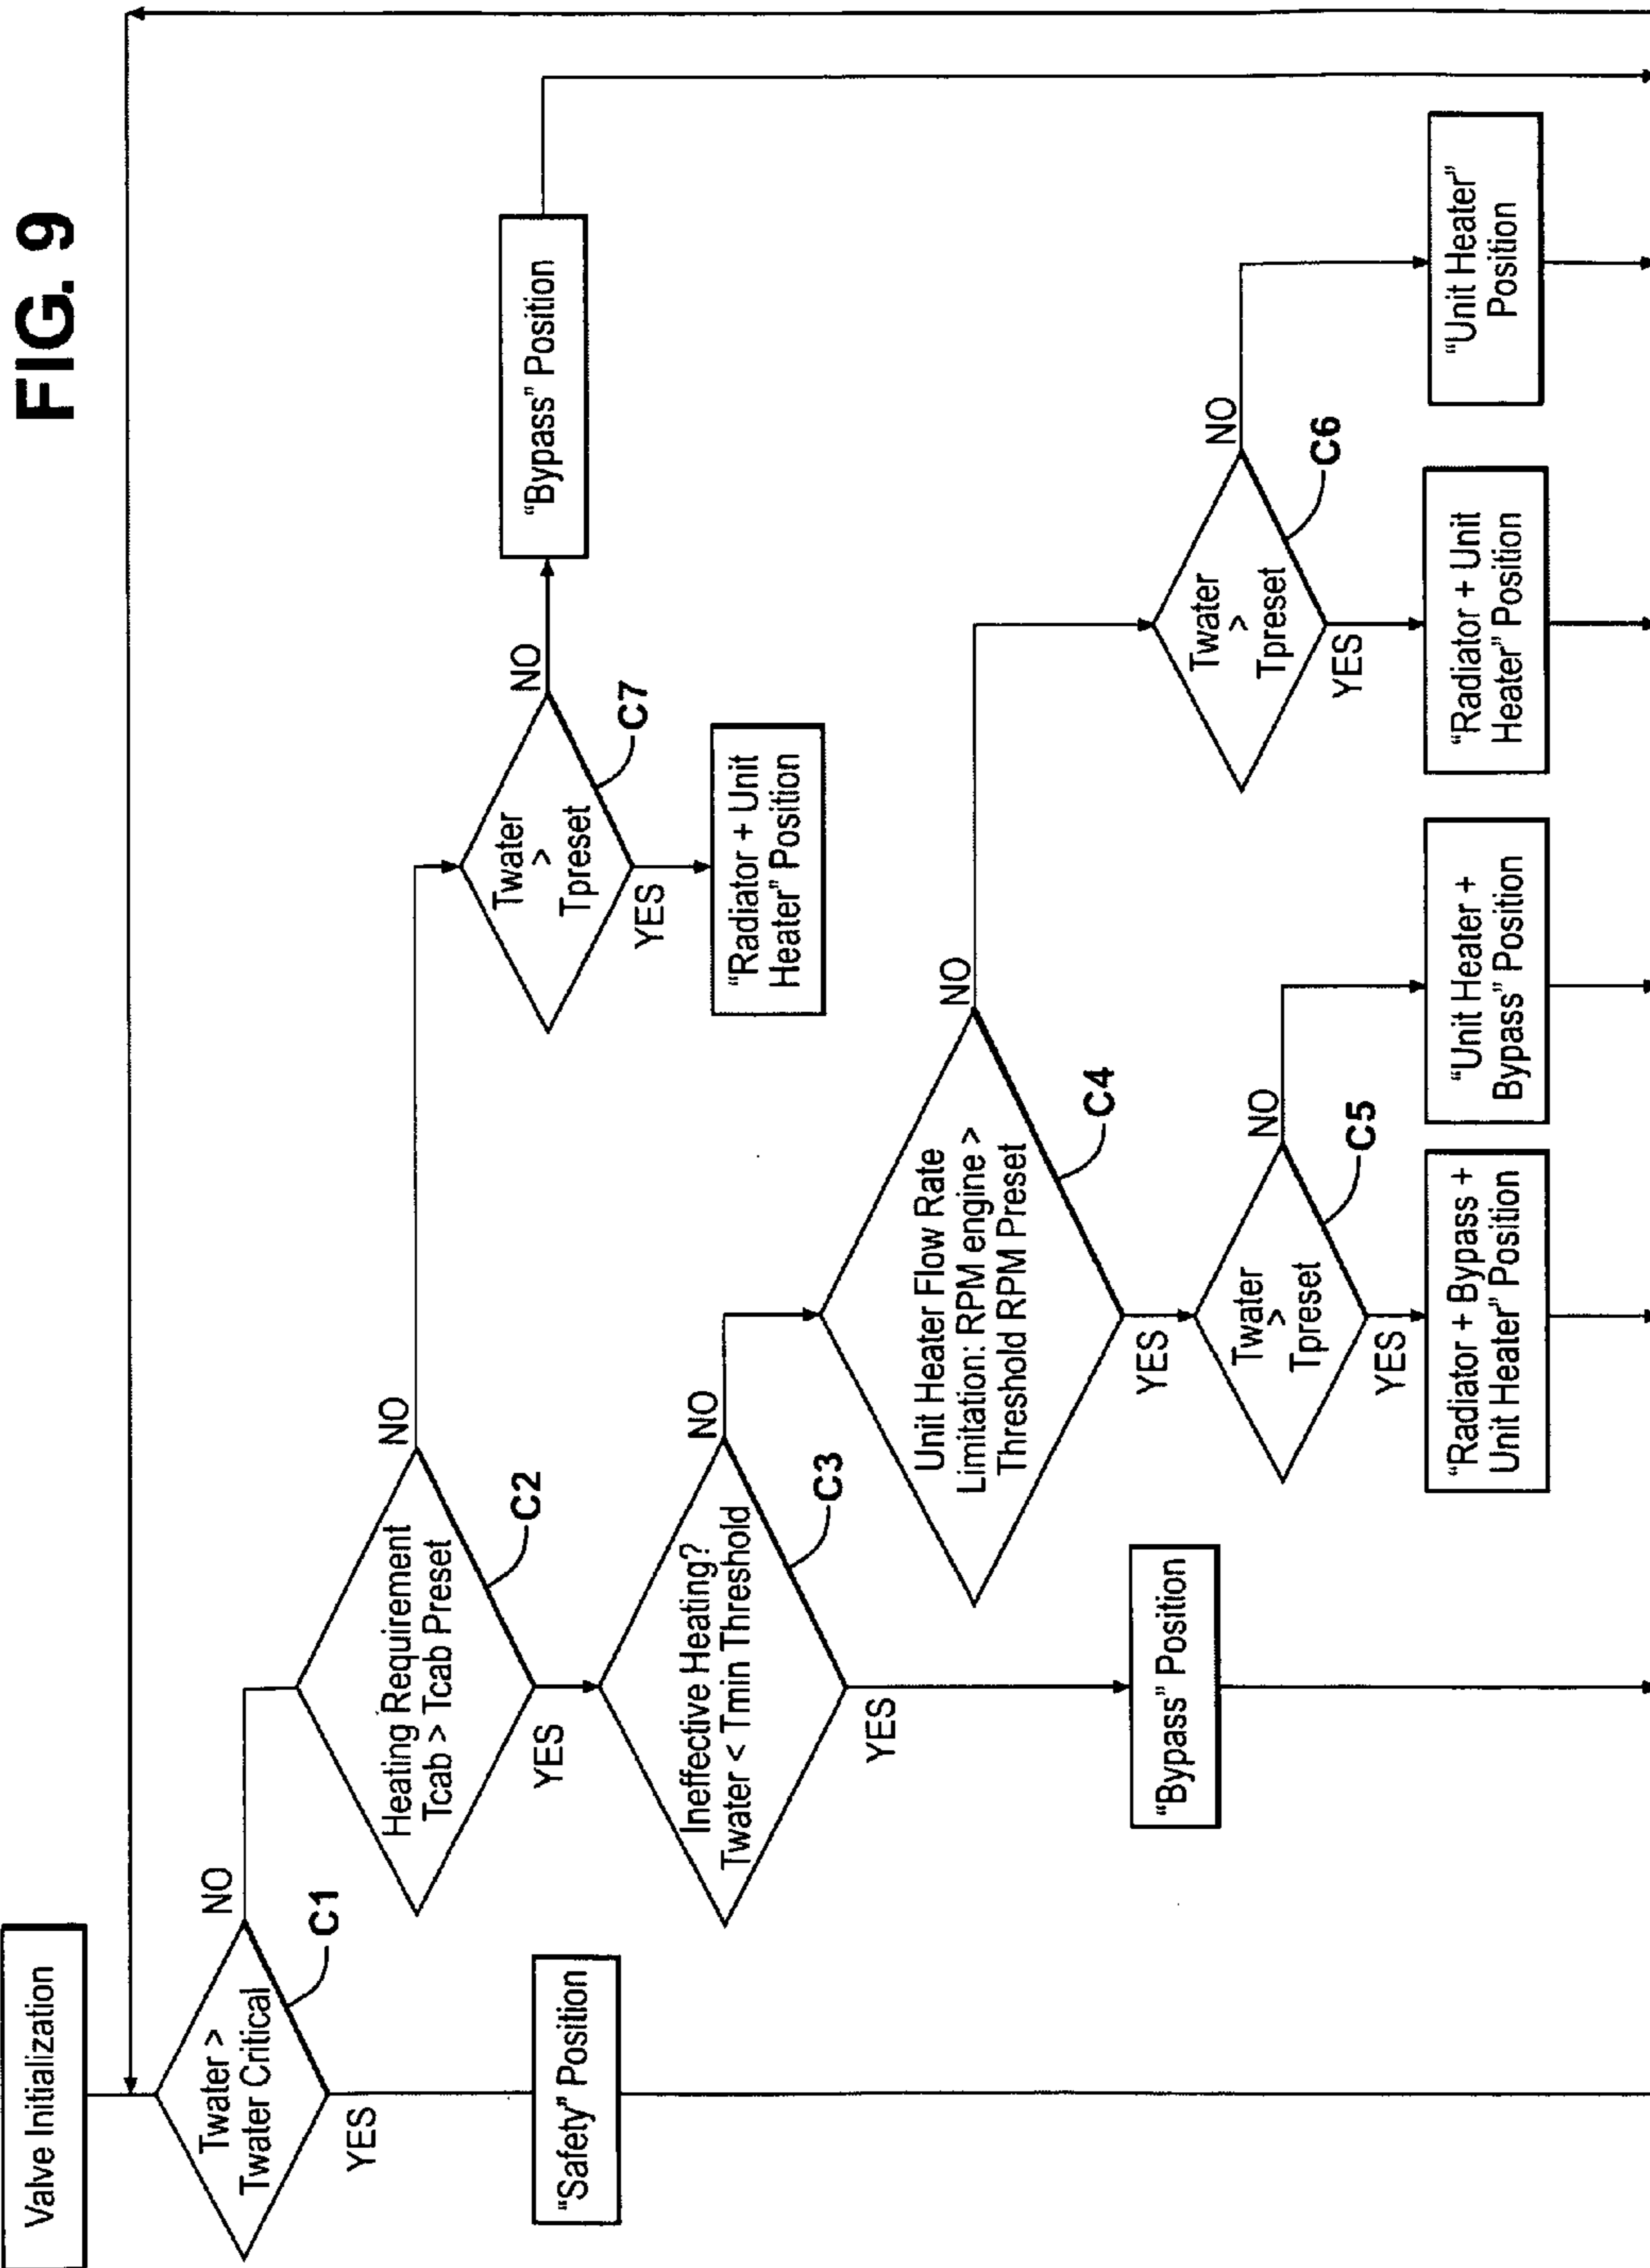 FIG. 9
Valve Initialization
Twater >
Twater Critical
NO
C1
YES
"Safety" Position
Heating Requirement
Tcab > Tcab Preset
NO
C2
YES
Ineffective Heating?
Twater < Tmin Threshold
NO
C3
YES
"Bypass" Position
Twater
>
Tpreset
NO
C7
YES
"Bypass" Position
"Radiator + Unit
Heater" Position
Unit Heater Flow Rate
Limitation: RPM engine >
Threshold RPM Preset
NO
C4
YES
Twater
>
Tpreset
NO
C5
YES
"Radiator + Bypass +
Unit Heater" Position
"Unit Heater +
Bypass" Position
Twater
>
Tpreset
NO
C6
YES
"Radiator + Unit
Heater" Position
"Unit Heater"
Position